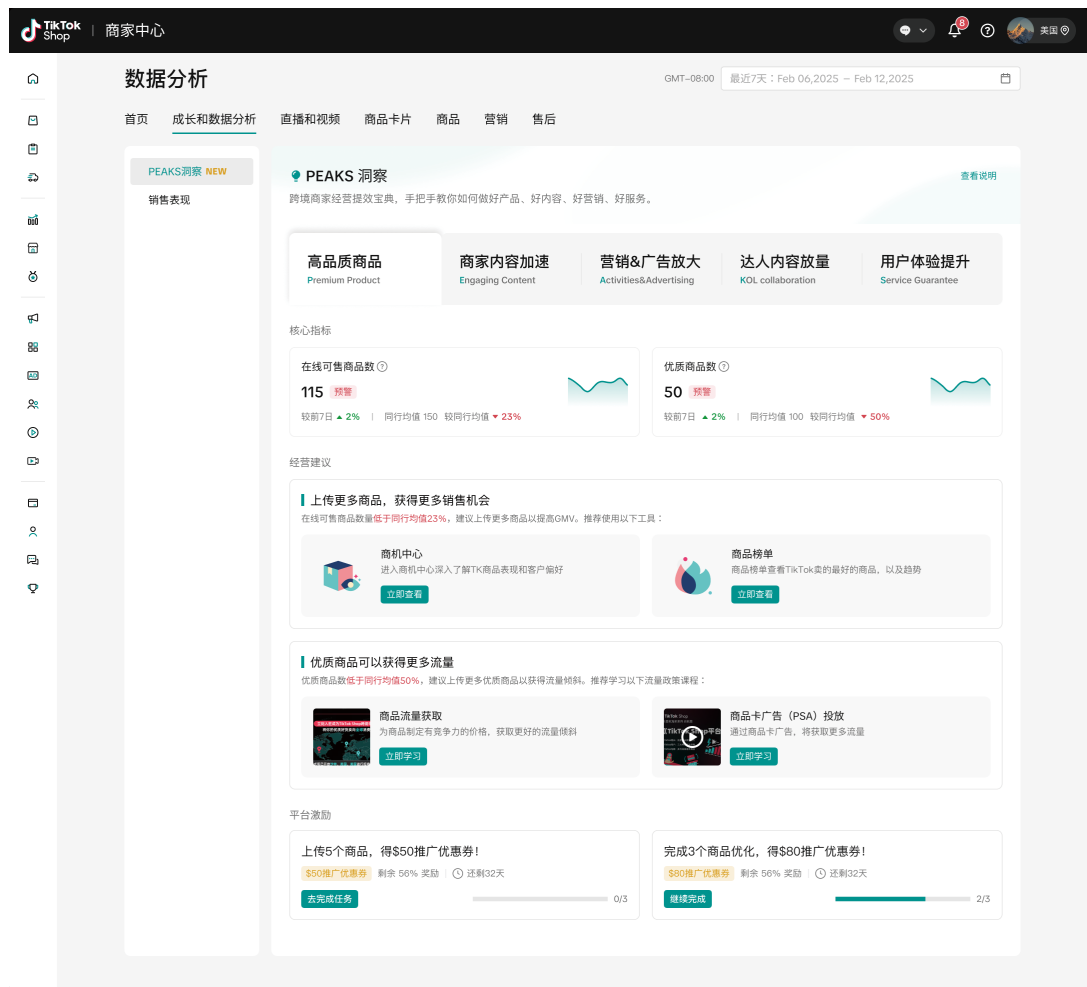 TikTok Shop | 商家中心
8
美国
数据分析
GMT-08:00 最近7天：Feb 06,2025 – Feb 12,2025
首页 成长和数据分析 直播和视频 商品卡片 商品 营销 售后
PEAKS洞察 NEW
销售表现
PEAKS 洞察
查看说明
跨境商家经营提效宝典，手把手教你如何做好产品、好内容、好营销、好服务。
高品质商品 商家内容加速 营销&广告放大 达人内容放量 用户体验提升
Premium Product Engaging Content Activities&Advertising KOL collaboration Service Guarantee
核心指标
在线可售商品数
115 预警
较前7日 2% | 同行均值 150 较同行均值 23%
优质商品数
50 预警
较前7日 2% | 同行均值 100 较同行均值 50%
经营建议
上传更多商品，获得更多销售机会
在线可售商品数量低于同行均值23%，建议上传更多商品以提高GMV。推荐使用以下工具：
商机中心
进入商机中心深入了解TK商品表现和客户偏好
立即查看
商品榜单
商品榜单查看TikTok卖的最好的商品，以及趋势
立即查看
优质商品可以获得更多流量
优质商品数低于同行均值50%，建议上传更多优质商品以获得流量倾斜。推荐学习以下流量政策课程：
商品流量获取
为商品制定有竞争力的价格，获取更好的流量倾斜
立即学习
TikTok Shop
商品卡广告（PSA）投放
通过商品卡广告，将获取更多流量
立即学习
平台激励
上传5个商品，得$50推广优惠券！
$50推广优惠券 剩余 56% 奖励 还剩32天
去完成任务 0/3
完成3个商品优化，得$80推广优惠券！
$80推广优惠券 剩余 56% 奖励 还剩32天
继续完成 2/3